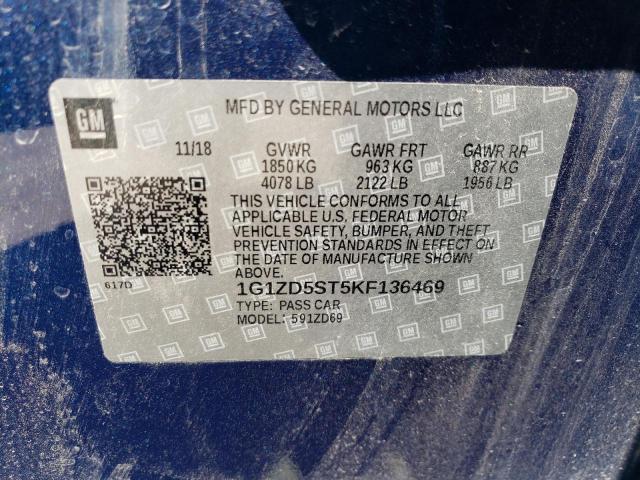 GM
MFD BY GENERAL MOTORS LLC
11/18 GVWR GAWR FRT GAWR RR
1850 KG 963 KG 887 KG
4078 LB 2122 LB 1956 LB
THIS VEHICLE CONFORMS TO ALL
APPLICABLE U.S. FEDERAL MOTOR
VEHICLE SAFETY, BUMPER, AND THEFT
PREVENTION STANDARDS IN EFFECT ON
THE DATE OF MANUFACTURE SHOWN
ABOVE.
617D
1G1ZD5ST5KF136469
TYPE: PASS CAR
MODEL: 591ZD69